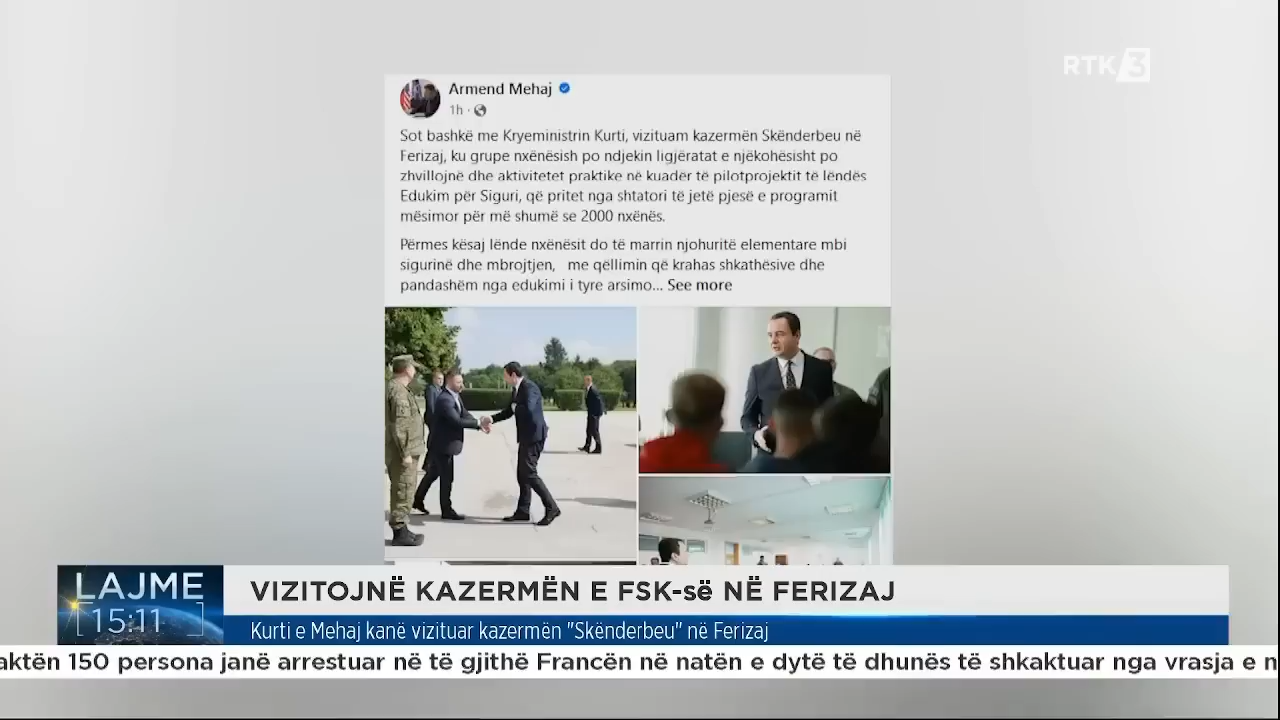 RTK 3
Armend Mehaj
1h ·
Sot bashkë me Kryeministrin Kurti, vizituam kazermën Skënderbeu në
Ferizaj, ku grupe nxënësish po ndjekin ligjëratat e njëkohësisht po
zhvillojnë dhe aktivitetet praktike në kuadër të pilotprojektit të lëndës
Edukim për Siguri, që pritet nga shtatori të jetë pjesë e programit
mësimor për më shumë se 2000 nxënës.
Përmes kësaj lënde nxënësit do të marrin njohuritë elementare mbi
sigurinë dhe mbrojtjen, me qëllimin që krahas shkathësive dhe
pandashëm nga edukimi i tyre arsimo... See more
LAJME
15:11
VIZITOJNË KAZERMËN E FSK-së NË FERIZAJ
Kurti e Mehaj kanë vizituar kazermën "Skënderbeu" në Ferizaj
aktën 150 persona janë arrestuar në të gjithë Francën në natën e dytë të dhunës të shkaktuar nga vrasja e